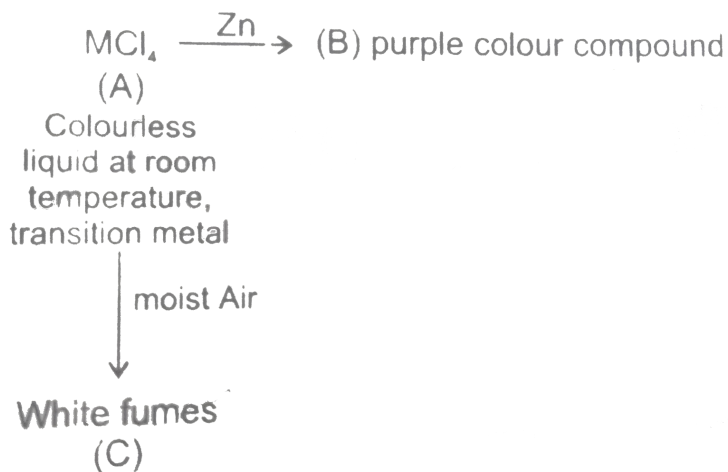 MCl₄ Zn (B) purple colour compound
(A)
Colourless
liquid at room
temperature,
transition metal
moist Air
White fumes
(C)